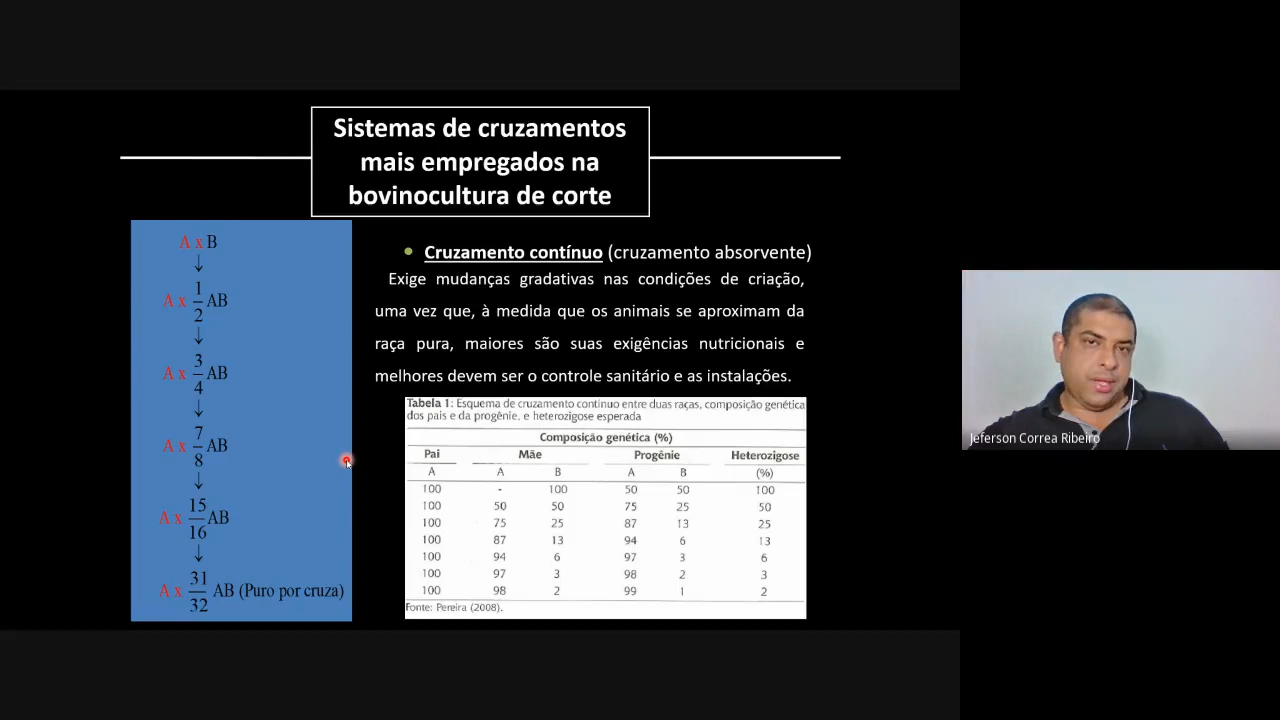 Sistemas de cruzamentos
mais empregados na
bovinocultura de corte
A x B
↓
A x 1/2 AB
↓
A x 3/4 AB
↓
A x 7/8 AB
↓
A x 15/16 AB
↓
A x 31/32 AB (Puro por cruza)
• Cruzamento contínuo (cruzamento absorvente)
Exige mudanças gradativas nas condições de criação,
uma vez que, à medida que os animais se aproximam da
raça pura, maiores são suas exigências nutricionais e
melhores devem ser o controle sanitário e as instalações.
Tabela 1: Esquema de cruzamento contínuo entre duas raças, composição genética
dos pais e da progênie, e heterozigose esperada
Composição genética (%)
Pai Mãe Progênie Heterozigose
A A B A B (%)
100 - 100 50 50 100
100 50 50 75 25 50
100 75 25 87 13 25
100 87 13 94 6 13
100 94 6 97 3 6
100 97 3 98 2 3
100 98 2 99 1 2
Fonte: Pereira (2008).
Jeferson Correa Ribeiro